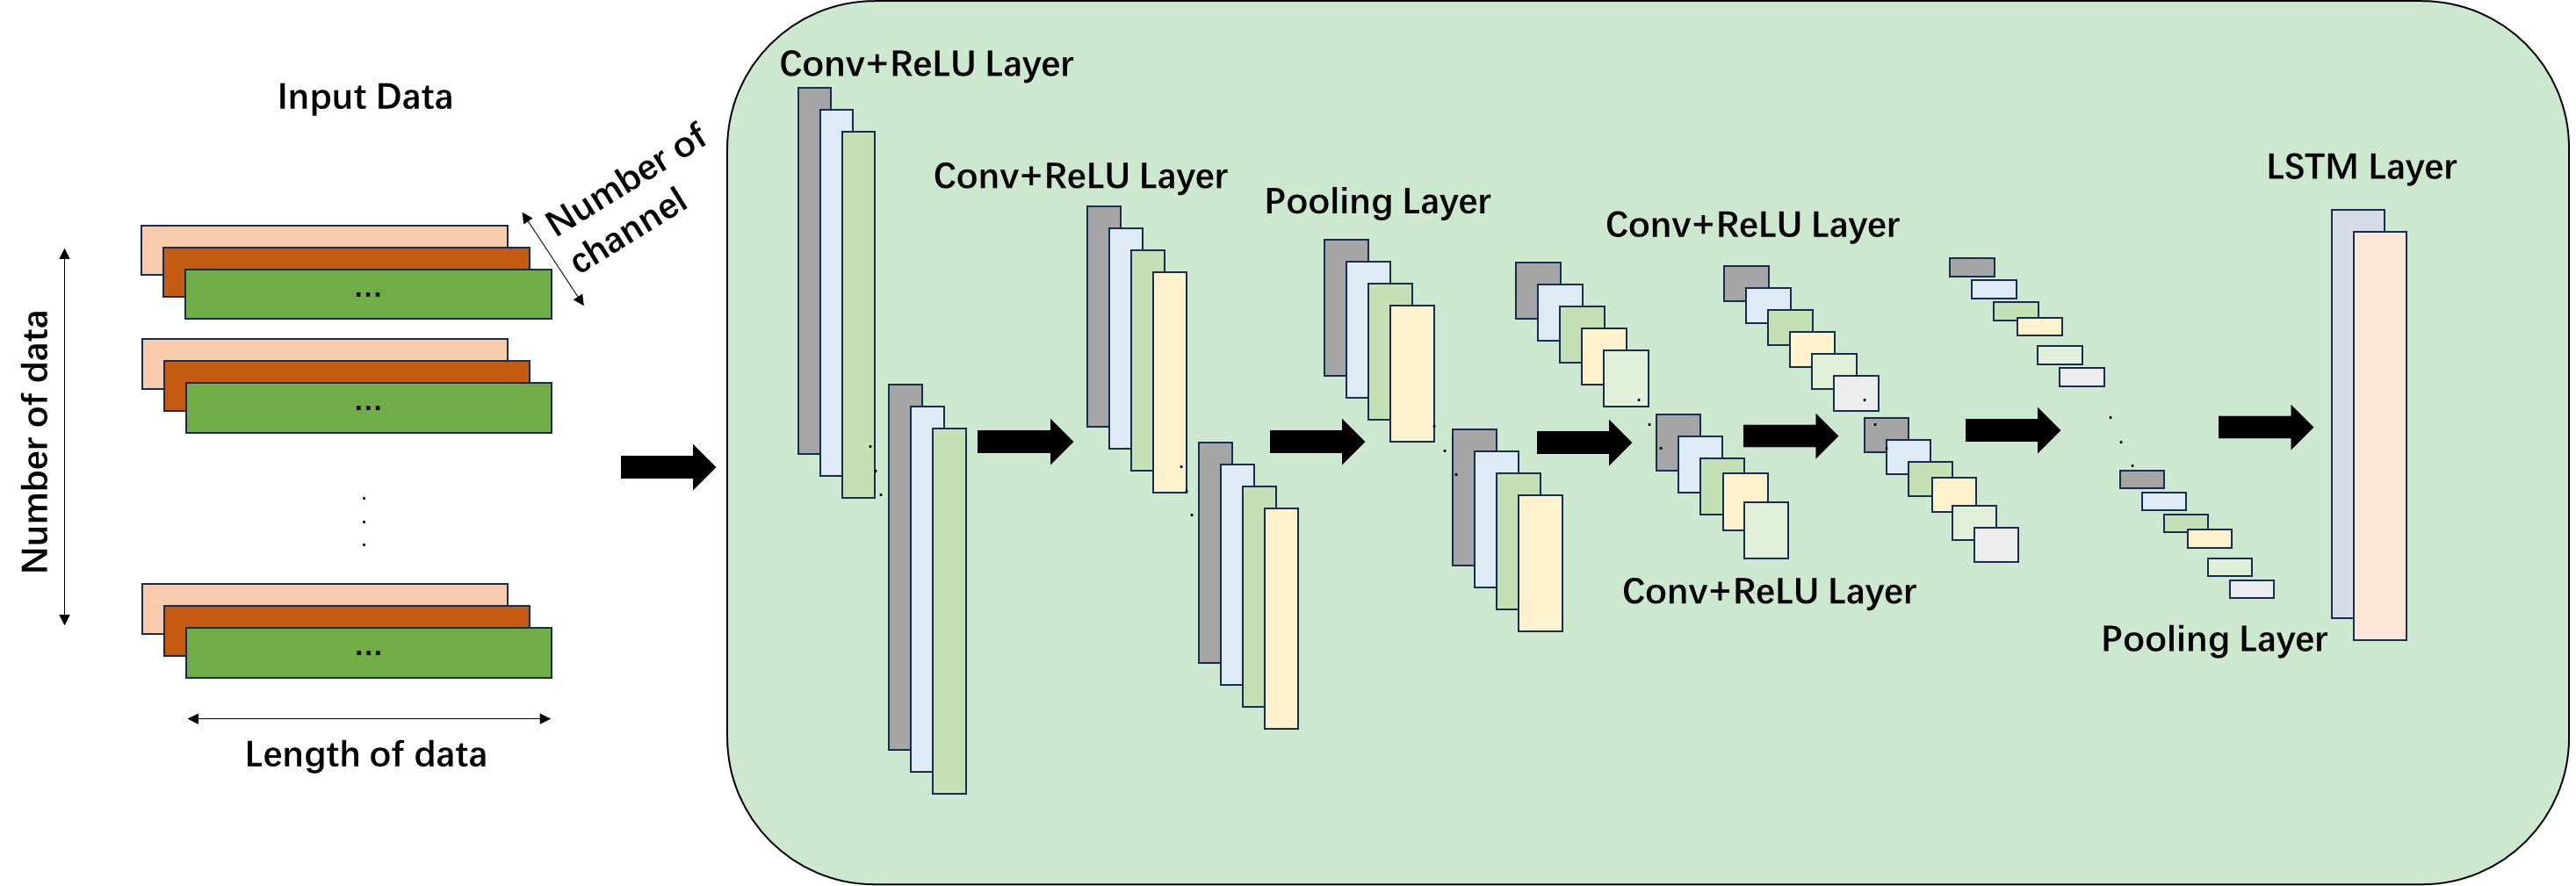 Input Data
Number of
channel
Number of data
...
...
...
Length of data
Conv+ReLU Layer
Conv+ReLU Layer
Pooling Layer
Conv+ReLU Layer
Conv+ReLU Layer
Pooling Layer
LSTM Layer